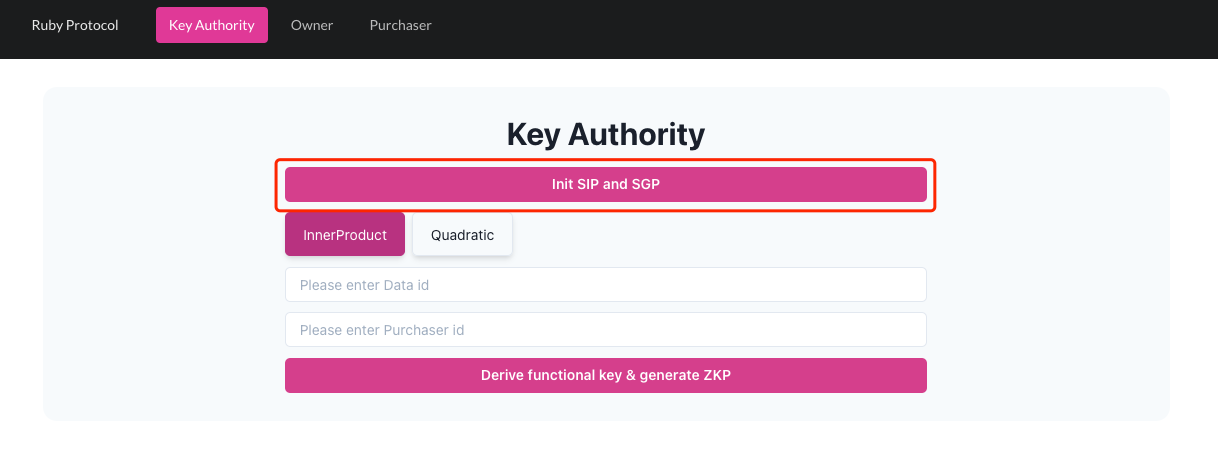 Ruby Protocol Key Authority Owner Purchaser
Key Authority
Init SIP and SGP
InnerProduct Quadratic
Please enter Data id
Please enter Purchaser id
Derive functional key & generate ZKP